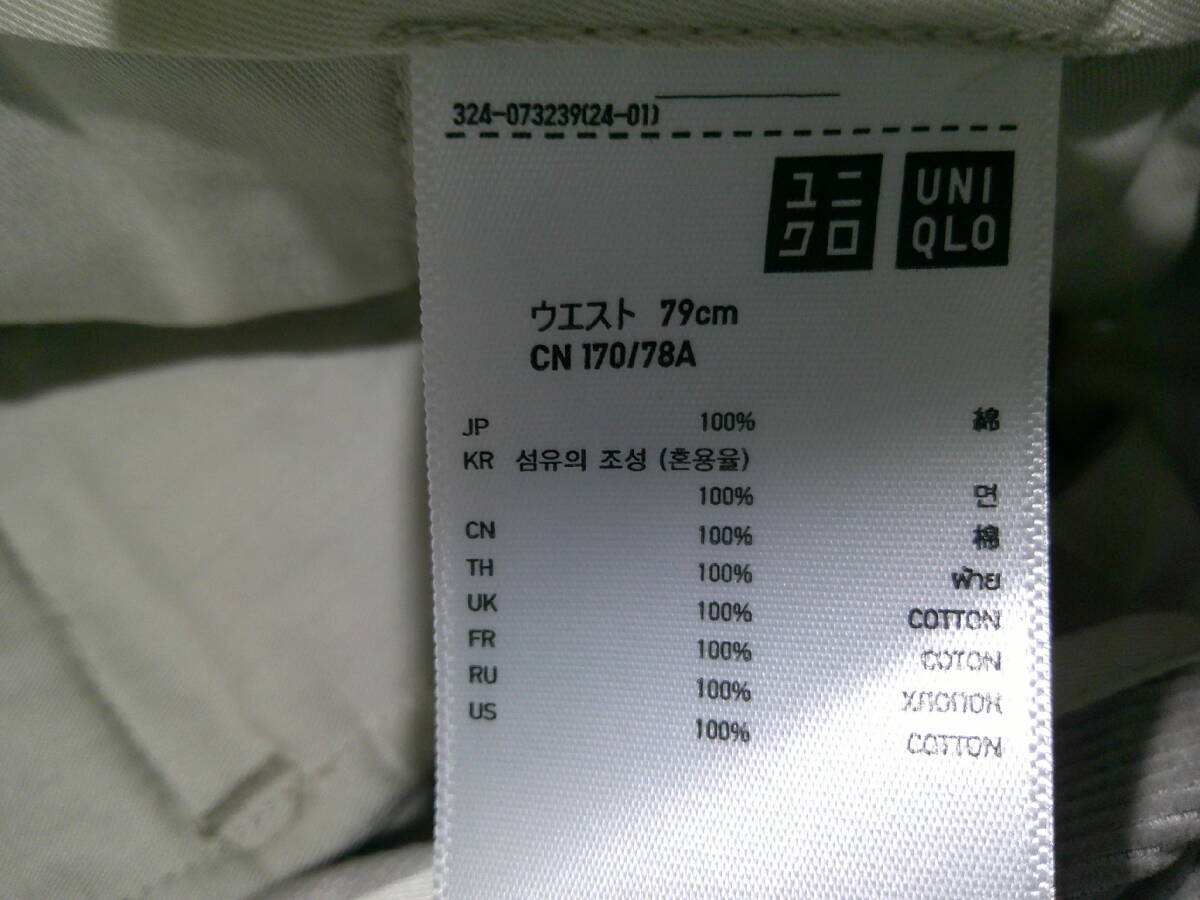 324-073239(24-01)
ユニ
クロ
UNI
QLO
ウエスト 79cm
CN 170/78A
JP 100% 綿
KR 섬유의 조성 (혼용율)
100% 면
CN 100% 棉
TH 100% ฝ้าย
UK 100% COTTON
FR 100% COTON
RU 100% ХЛОПОК
US 100% COTTON